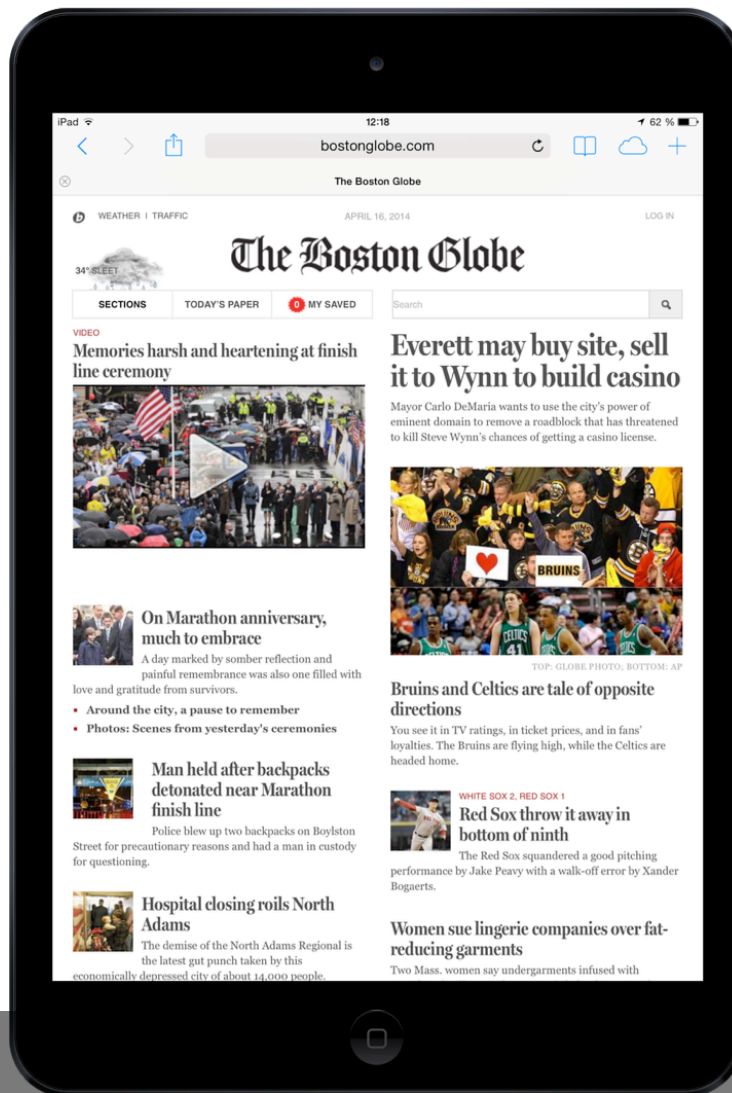 iPad
12:18
62 %
bostonglobe.com
The Boston Globe
b WEATHER | TRAFFIC
APRIL 16, 2014
LOG IN
34° SLEET
The Boston Globe
SECTIONS
TODAY'S PAPER
0 MY SAVED
Search
VIDEO
Memories harsh and heartening at finish
line ceremony
On Marathon anniversary,
much to embrace
A day marked by somber reflection and
painful remembrance was also one filled with
love and gratitude from survivors.
• Around the city, a pause to remember
• Photos: Scenes from yesterday's ceremonies
Man held after backpacks
detonated near Marathon
finish line
Police blew up two backpacks on Boylston
Street for precautionary reasons and had a man in custody
for questioning.
Hospital closing roils North
Adams
The demise of the North Adams Regional is
the latest gut punch taken by this
economically depressed city of about 14,000 people.
Everett may buy site, sell
it to Wynn to build casino
Mayor Carlo DeMaria wants to use the city's power of
eminent domain to remove a roadblock that has threatened
to kill Steve Wynn's chances of getting a casino license.
BRUINS
BRUINS
CELTICS
41
TOP: GLOBE PHOTO; BOTTOM: AP
Bruins and Celtics are tale of opposite
directions
You see it in TV ratings, in ticket prices, and in fans'
loyalties. The Bruins are flying high, while the Celtics are
headed home.
WHITE SOX 2, RED SOX 1
Red Sox throw it away in
bottom of ninth
The Red Sox squandered a good pitching
performance by Jake Peavy with a walk-off error by Xander
Bogaerts.
Women sue lingerie companies over fat-
reducing garments
Two Mass. women say undergarments infused with